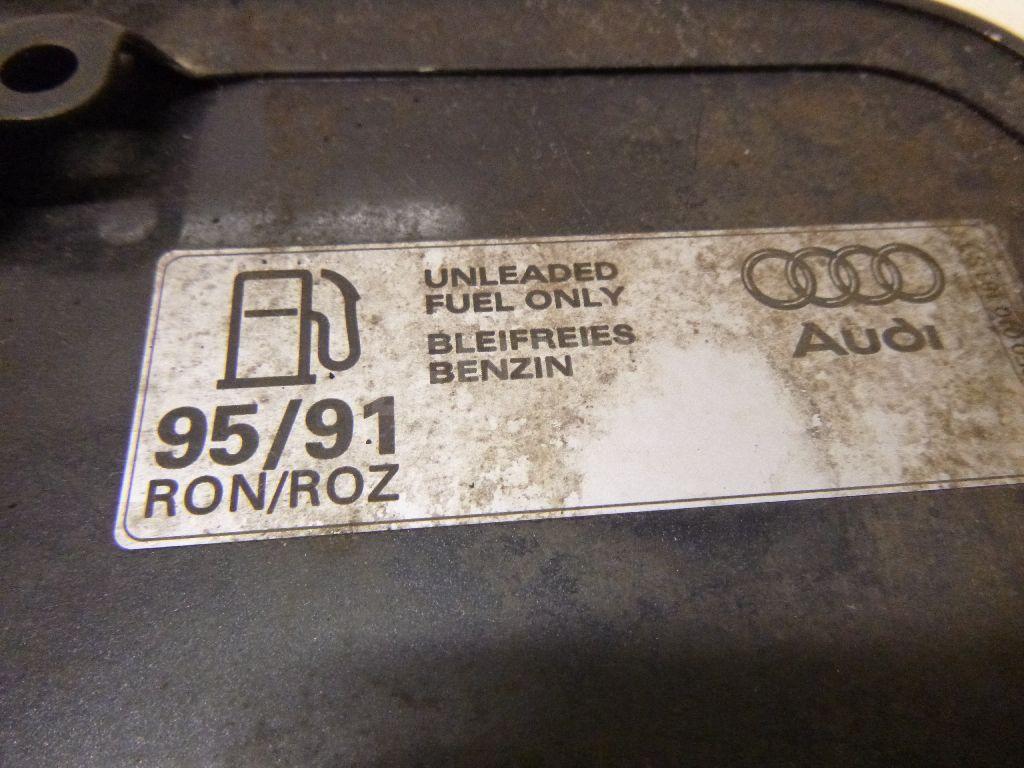 UNLEADED
FUEL ONLY
BLEIFREIES
BENZIN
95/91
RON/ROZ
Audi